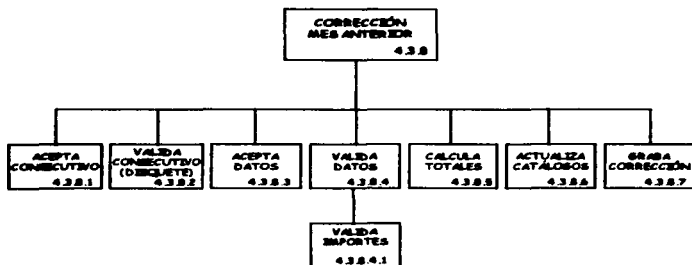 CORRECCIÓN
MES ANTERIOR
4.3.8
ACEPTA
CONSECUTIVO
4.3.8.1
VALIDA
CONSECUTIVO
(DISQUETE)
4.3.8.2
ACEPTA
DATOS
4.3.8.3
VALIDA
DATOS
4.3.8.4
CALCULA
TOTALES
4.3.8.5
ACTUALIZA
CATÁLOGOS
4.3.8.6
GRABA
CORRECCIÓN
4.3.8.7
VALIDA
IMPORTES
4.3.8.4.1